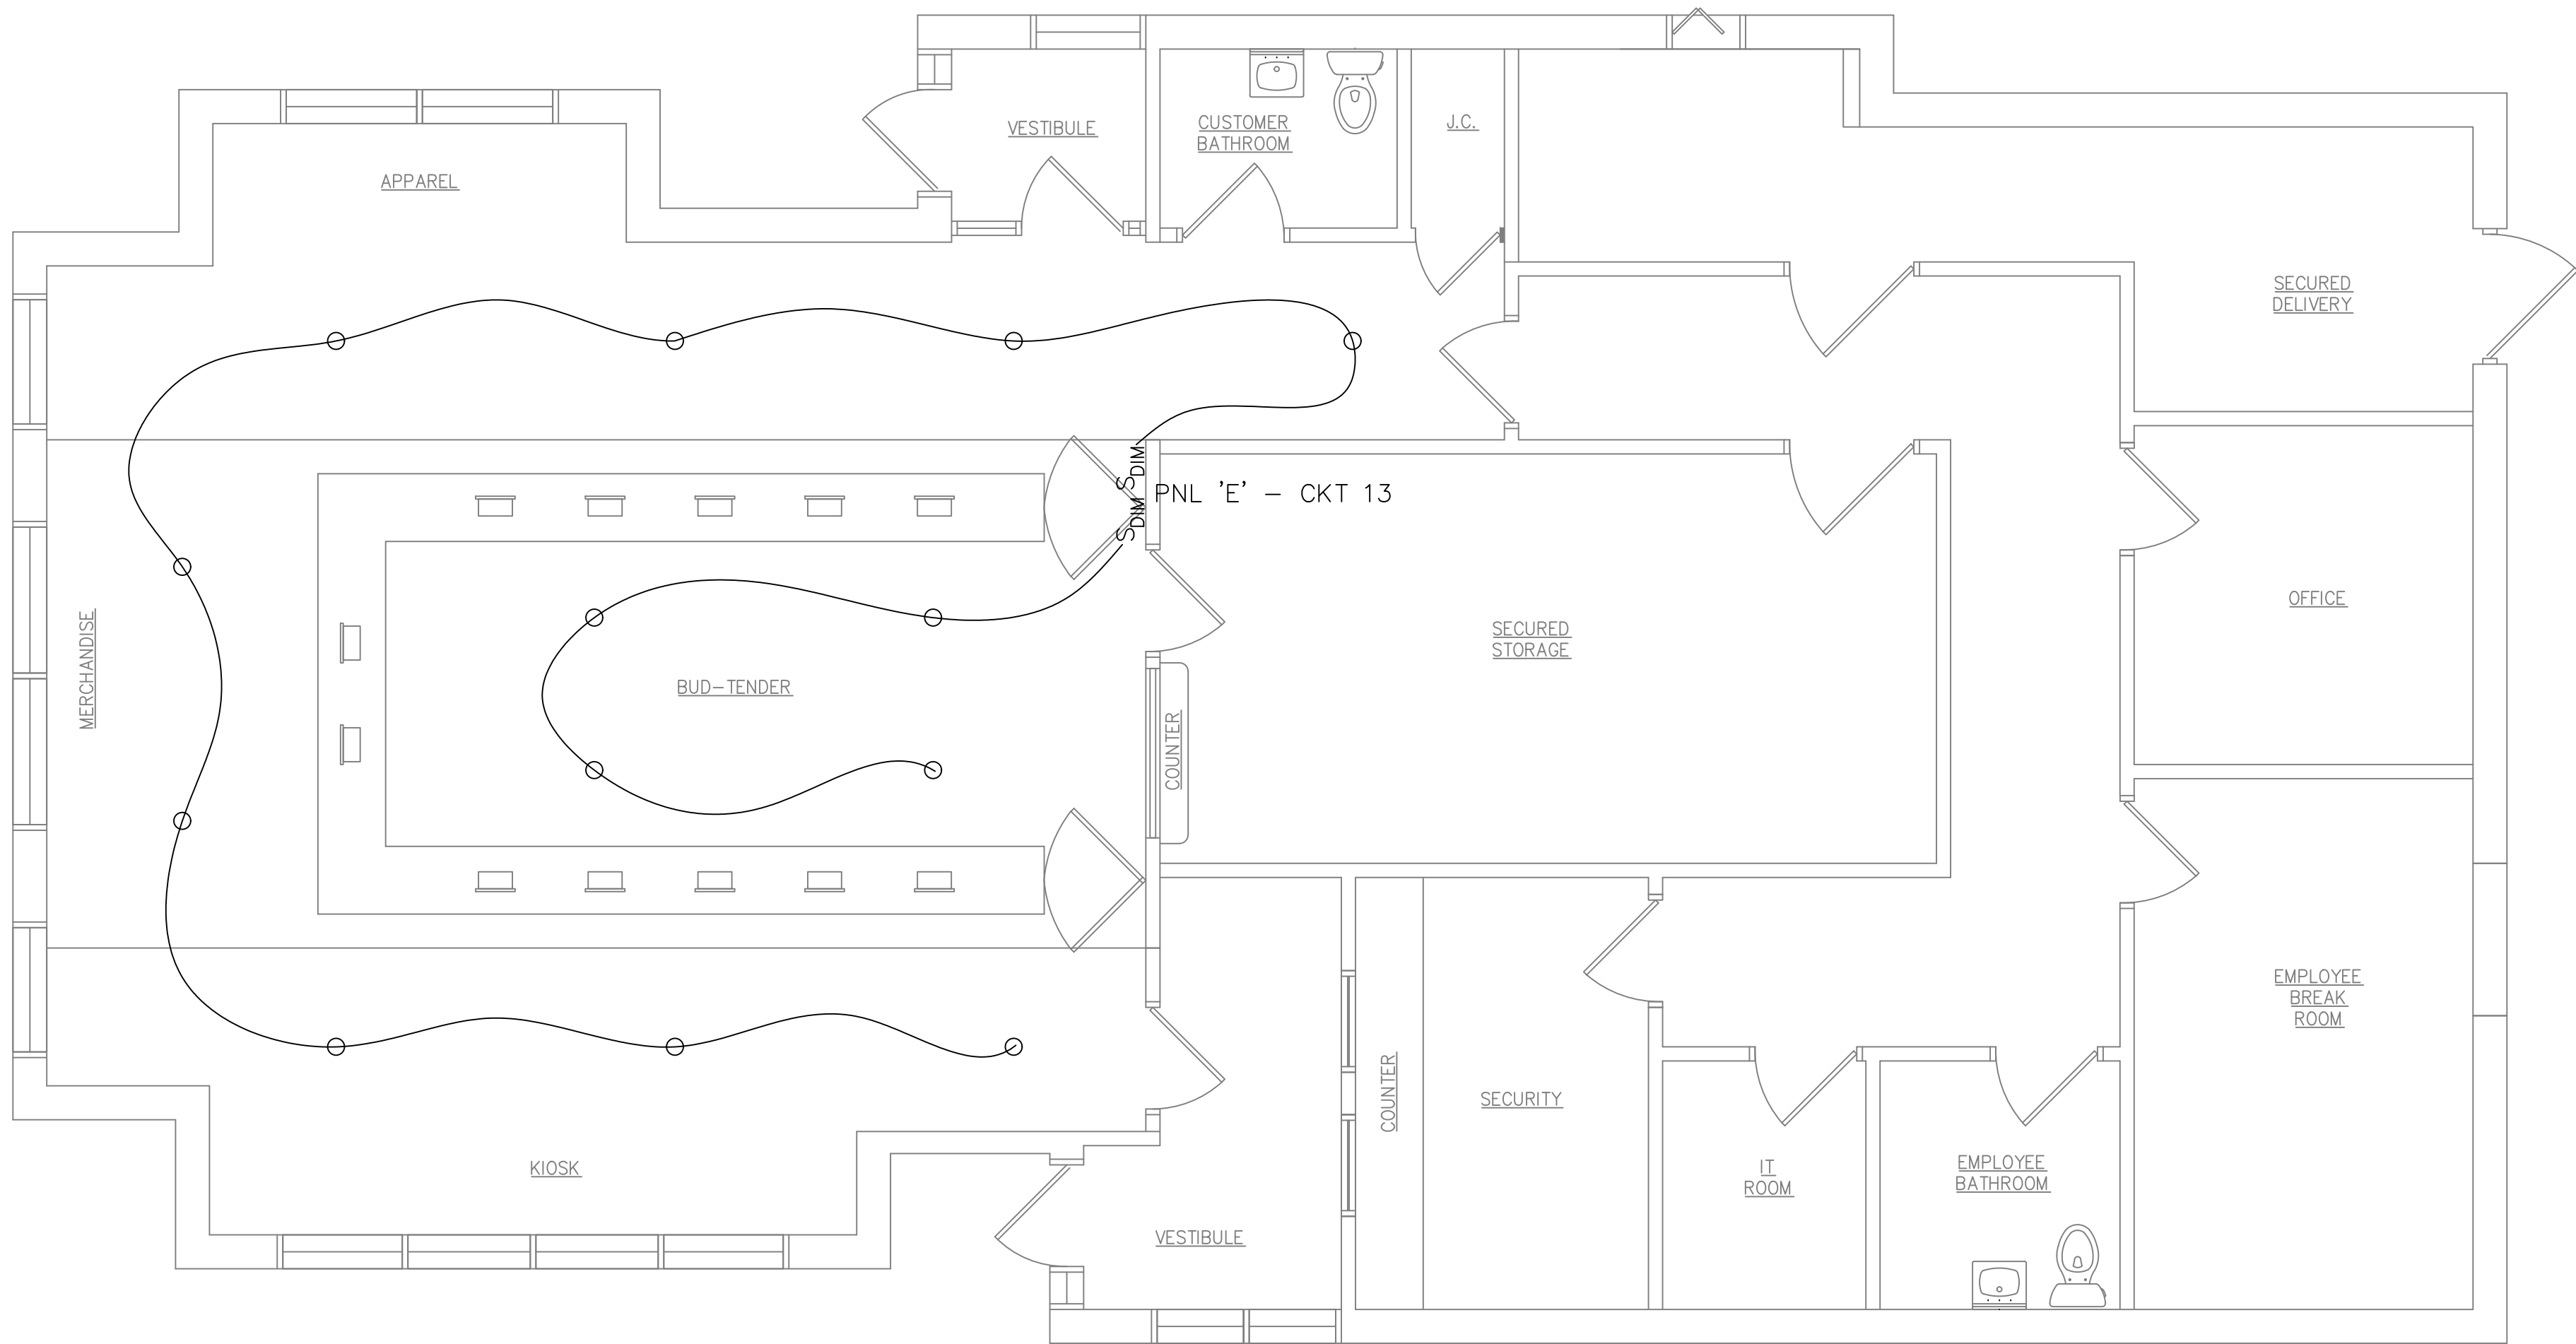 VESTIBULE
CUSTOMER
BATHROOM
J.C.
APPAREL
SECURED
DELIVERY
S DIM
PNL 'E' - CKT 13
S DIM
OFFICE
SECURED
STORAGE
MERCHANDISE
BUD-TENDER
COUNTER
EMPLOYEE
BREAK
ROOM
COUNTER
SECURITY
KIOSK
IT
ROOM
EMPLOYEE
BATHROOM
VESTIBULE